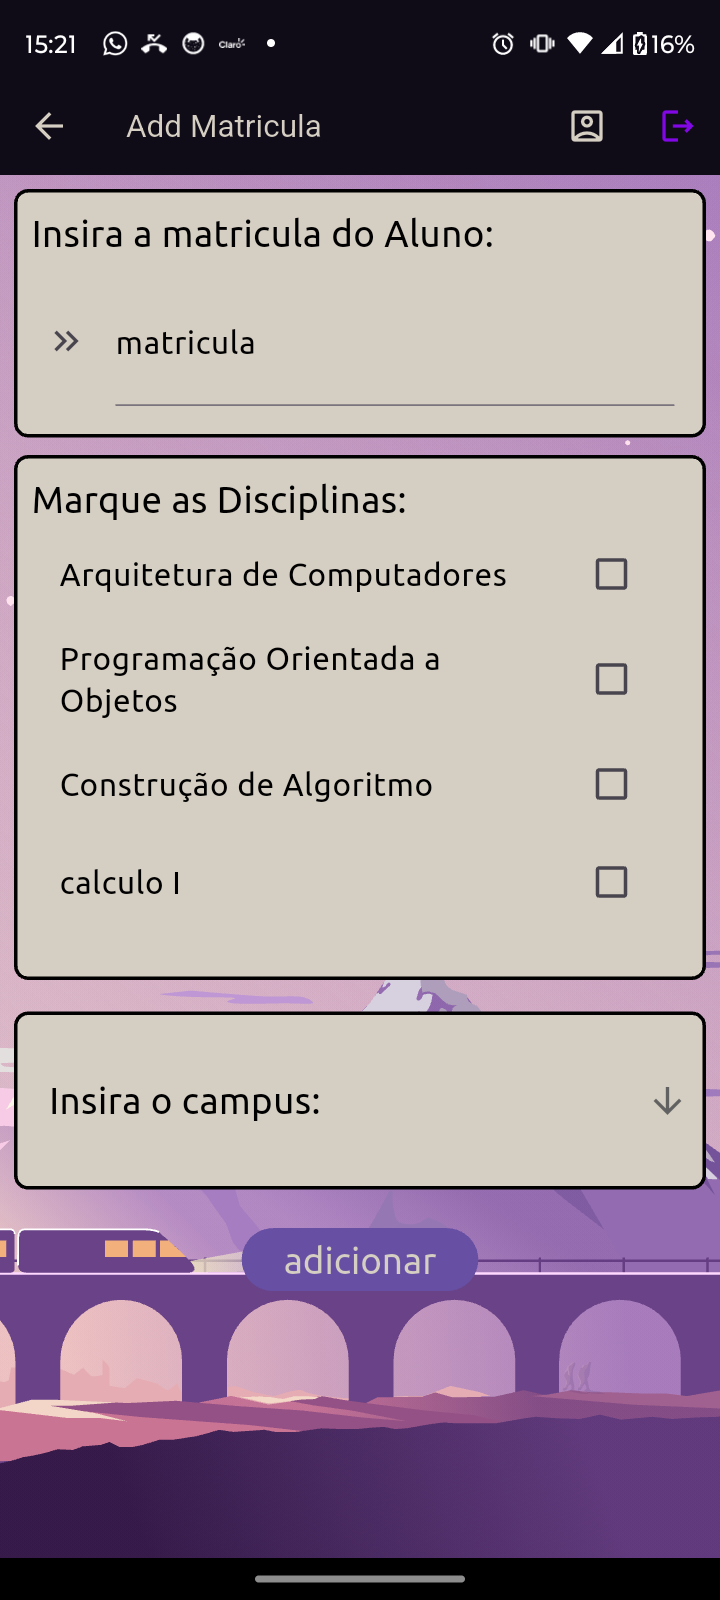 15:21 Claro 16%
Add Matricula
Insira a matricula do Aluno:
matricula
Marque as Disciplinas:
Arquitetura de Computadores
Programação Orientada a
Objetos
Construção de Algoritmo
calculo I
Insira o campus:
adicionar